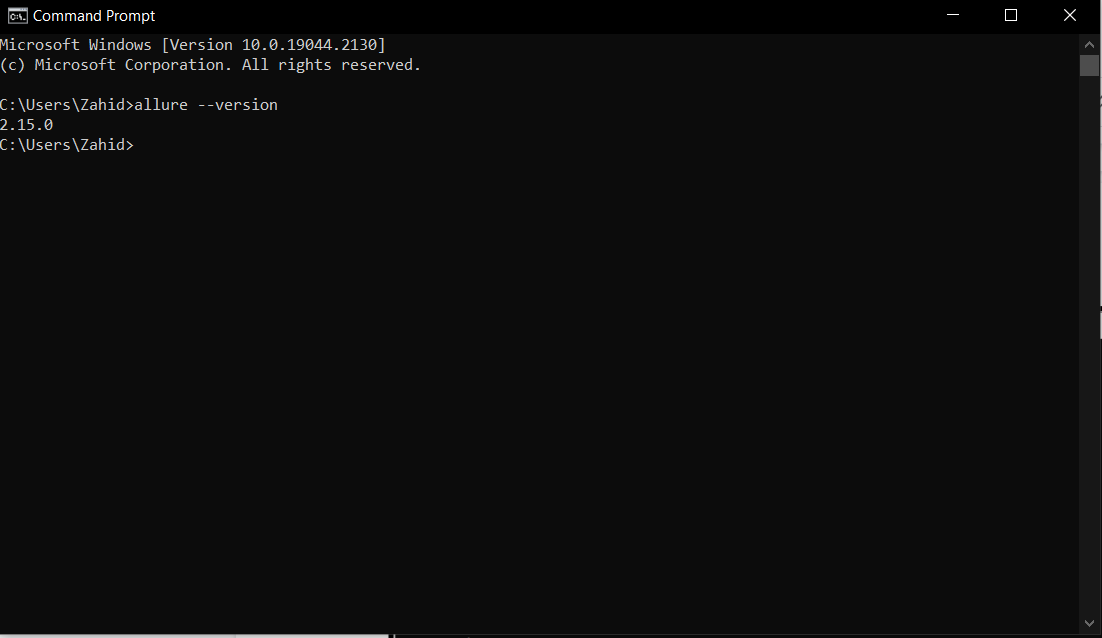 Command Prompt
Microsoft Windows [Version 10.0.19044.2130]
(c) Microsoft Corporation. All rights reserved.
C:\Users\Zahid>allure --version
2.15.0
C:\Users\Zahid>